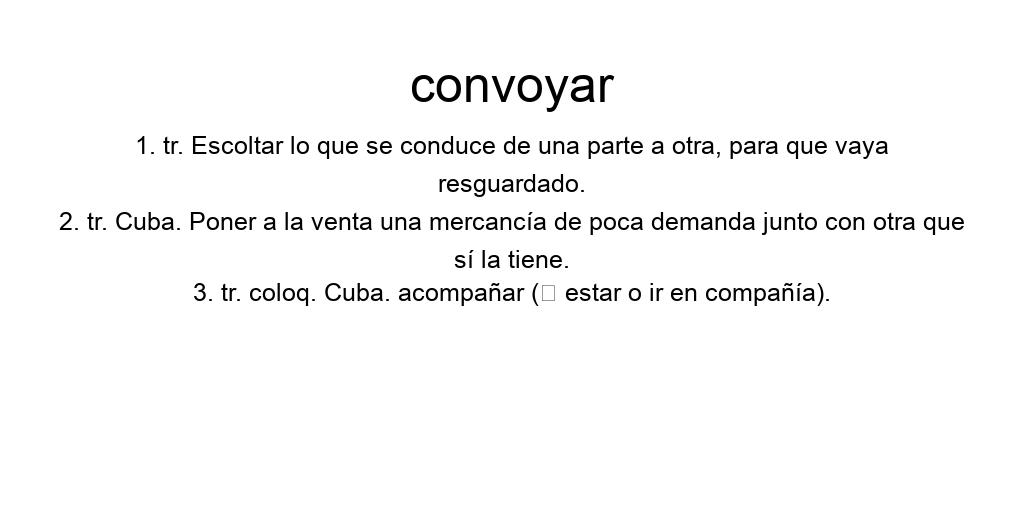 convoyar
1. tr. Escoltar lo que se conduce de una parte a otra, para que vaya
resguardado.
2. tr. Cuba. Poner a la venta una mercancía de poca demanda junto con otra que
sí la tiene.
3. tr. coloq. Cuba. acompañar (□ estar o ir en compañía).